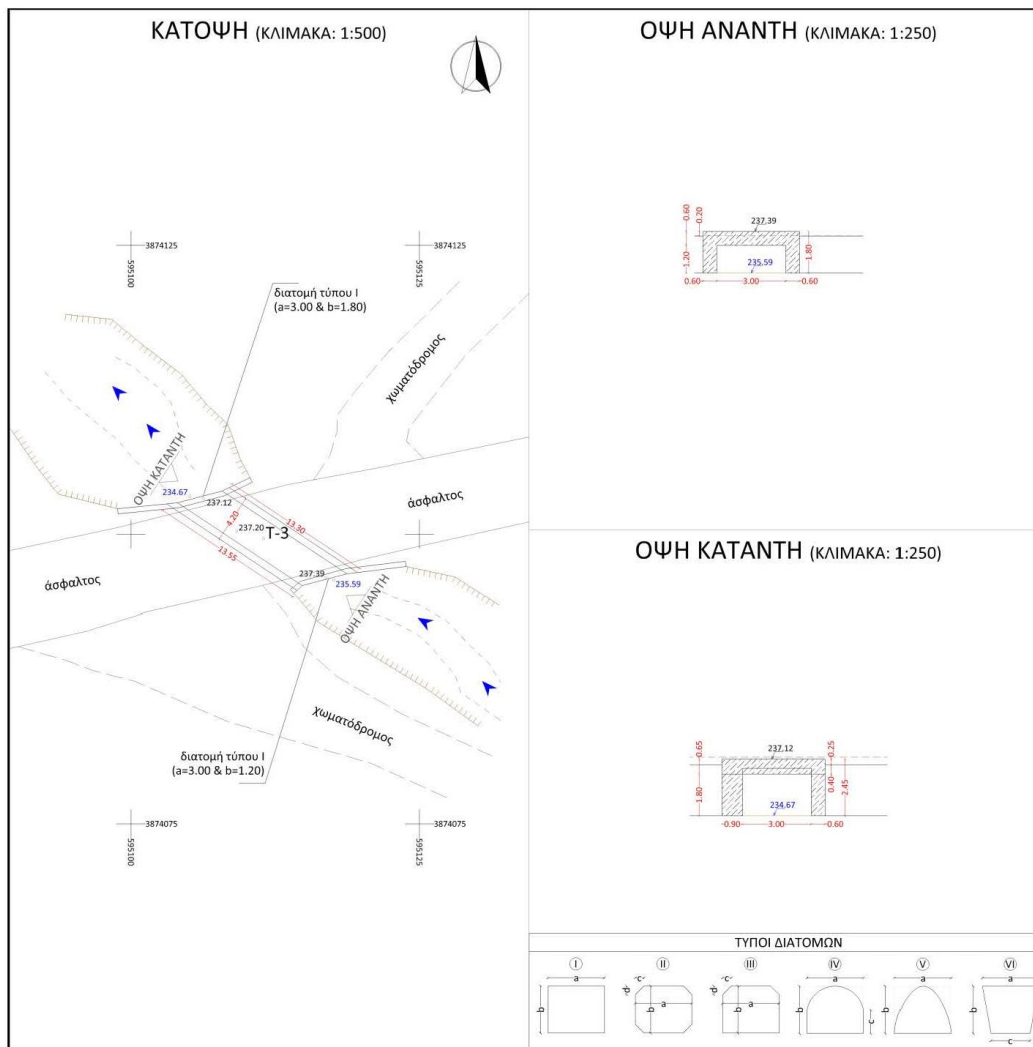 ΚΑΤΟΨΗ (ΚΛΙΜΑΚΑ: 1:500)
3874125
3874125
595100
595125
διατομή τύπου Ι
(a=3.00 & b=1.80)
χωματόδρομος
ΟΨΗ ΚΑΤΑΝΤΗ
234.67
237.12
άσφαλτος
4.20
13.30
237.20
T-3
13.55
237.39
235.59
άσφαλτος
ΟΨΗ ΑΝΑΝΤΗ
χωματόδρομος
διατομή τύπου Ι
(a=3.00 & b=1.20)
3874075
3874075
595100
595125
ΟΨΗ ΑΝΑΝΤΗ (ΚΛΙΜΑΚΑ: 1:250)
0.60
0.20
237.39
1.20
235.59
1.80
0.60
3.00
0.60
ΟΨΗ ΚΑΤΑΝΤΗ (ΚΛΙΜΑΚΑ: 1:250)
0.65
237.12
0.25
1.80
0.40
2.45
234.67
0.90
3.00
0.60
ΤΥΠΟΙ ΔΙΑΤΟΜΩΝ
I
II
III
IV
V
VI
a
b
c
d
b
a
c
d
b
a
a
b
c
a
b
a
b
c